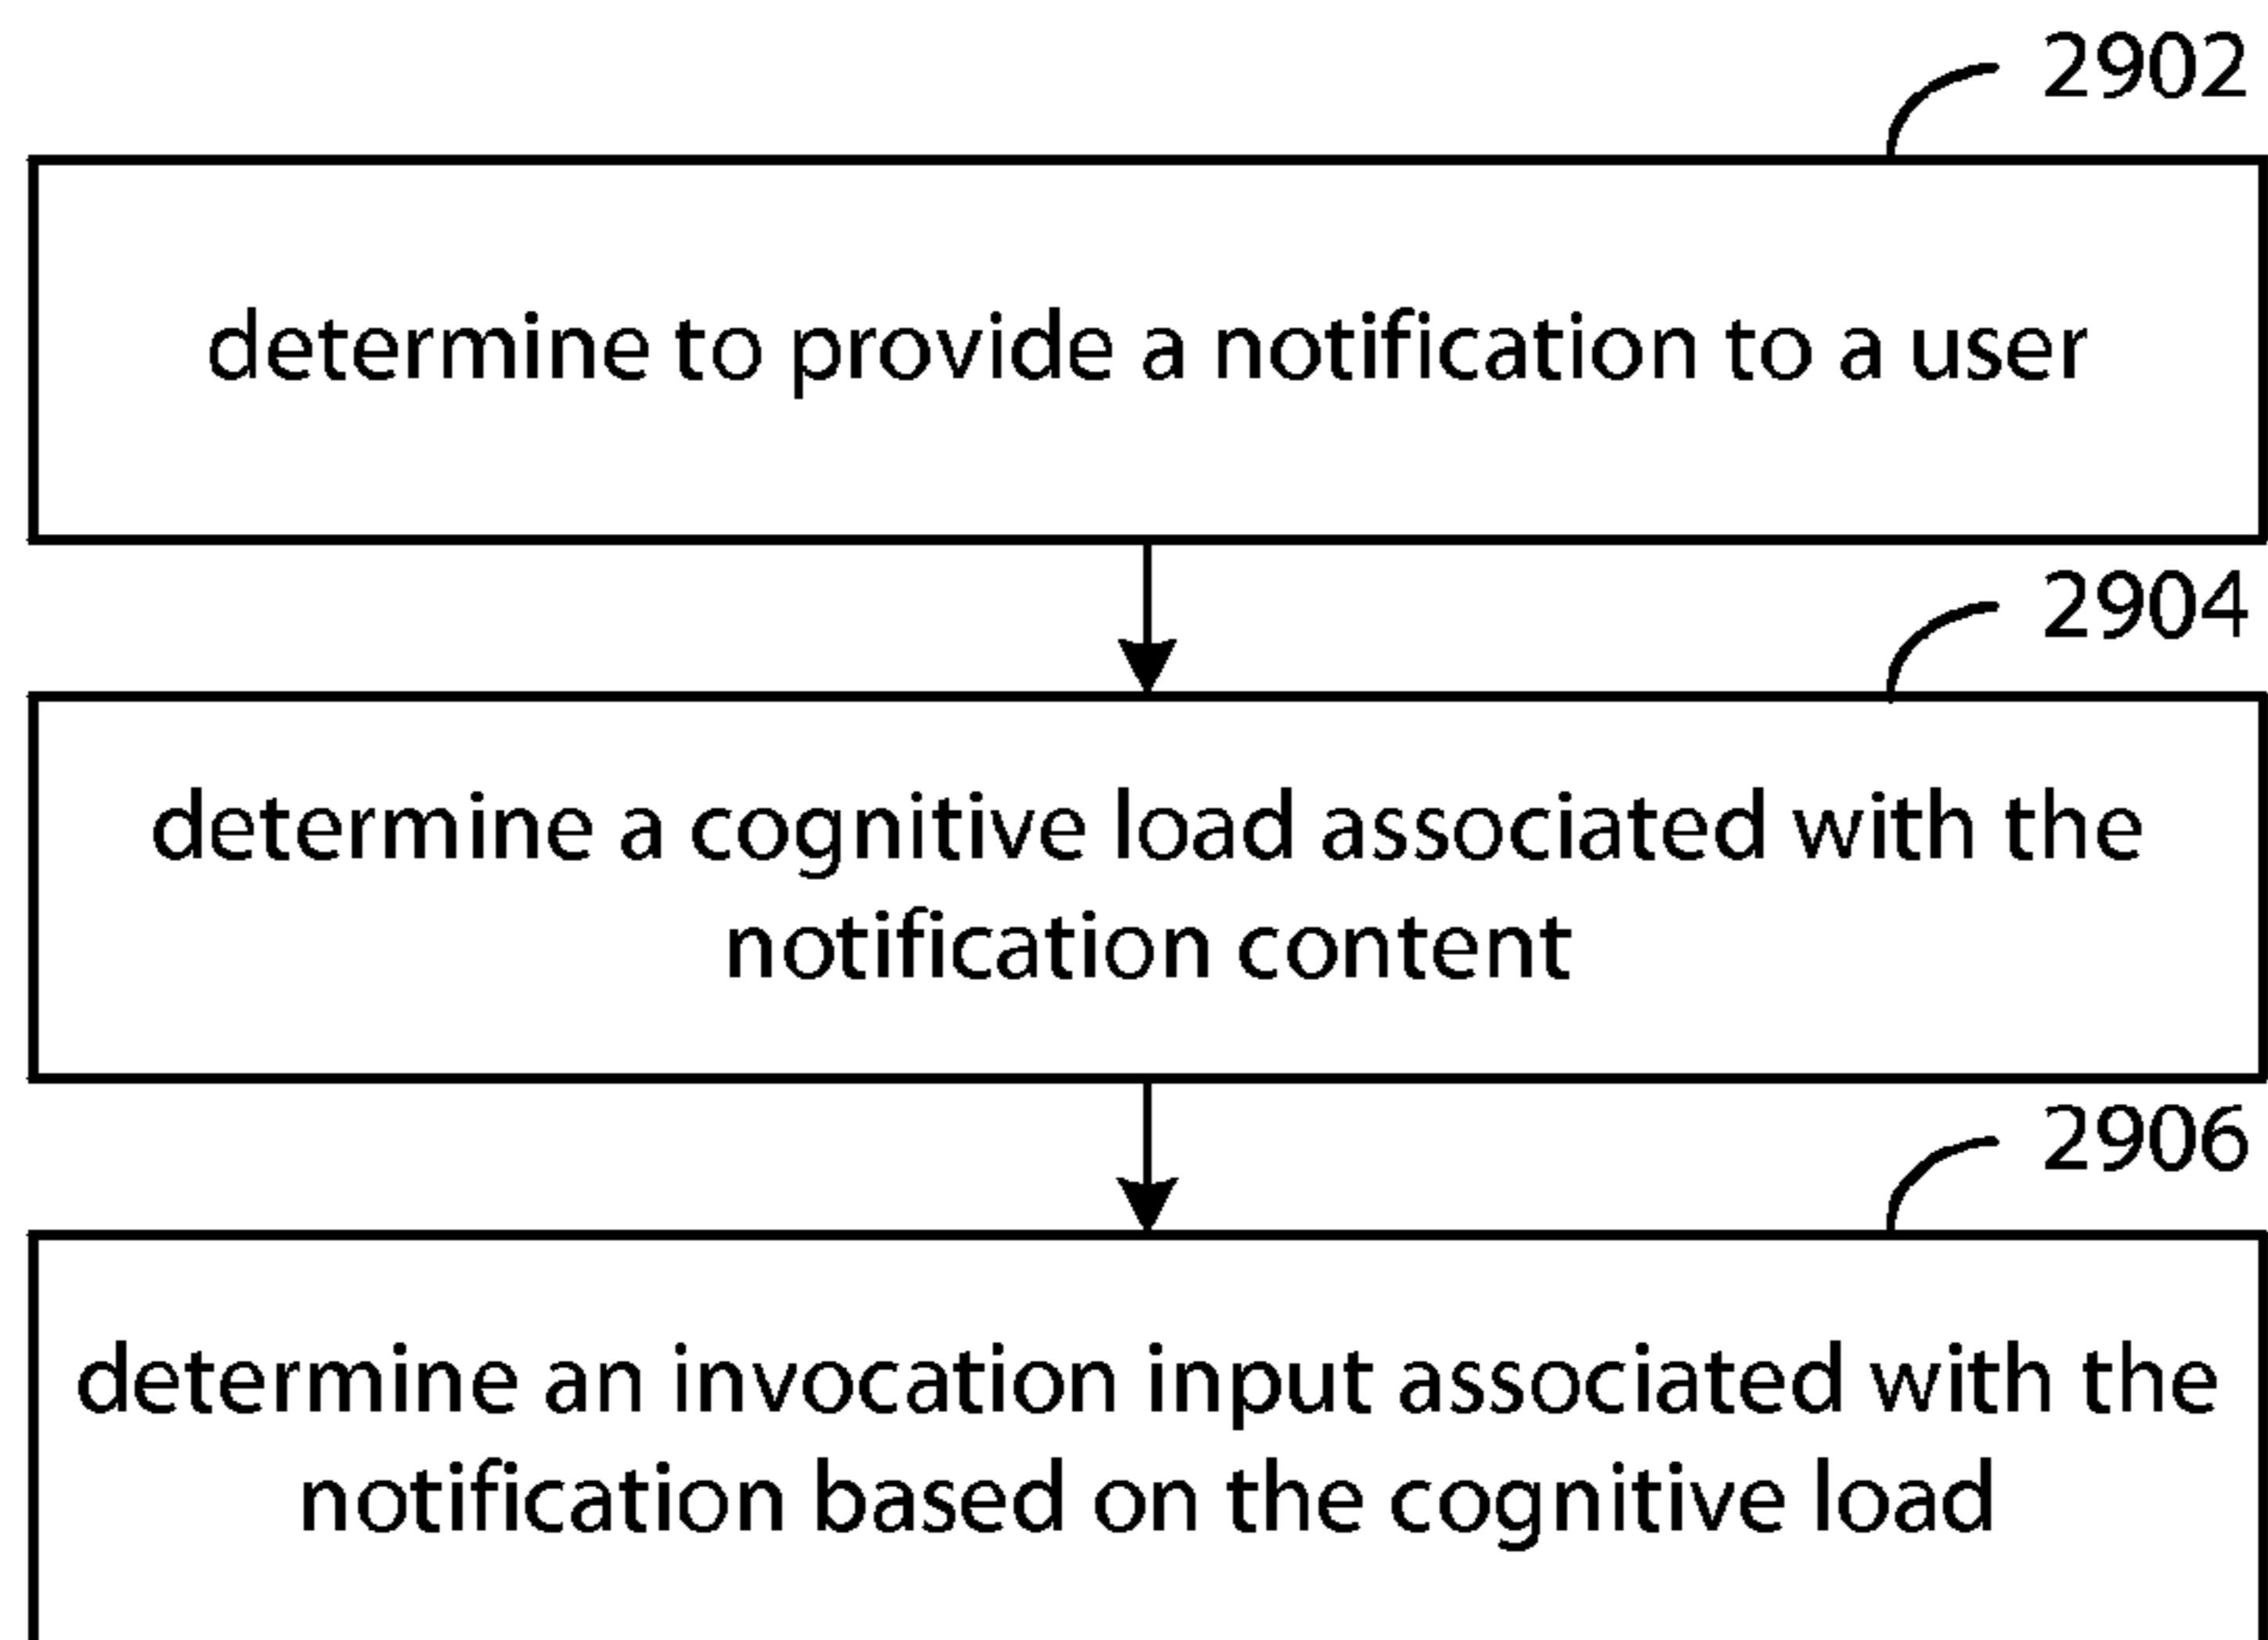 2902
determine to provide a notification to a user
2904
determine a cognitive load associated with the
notification content
2906
determine an invocation input associated with the
notification based on the cognitive load